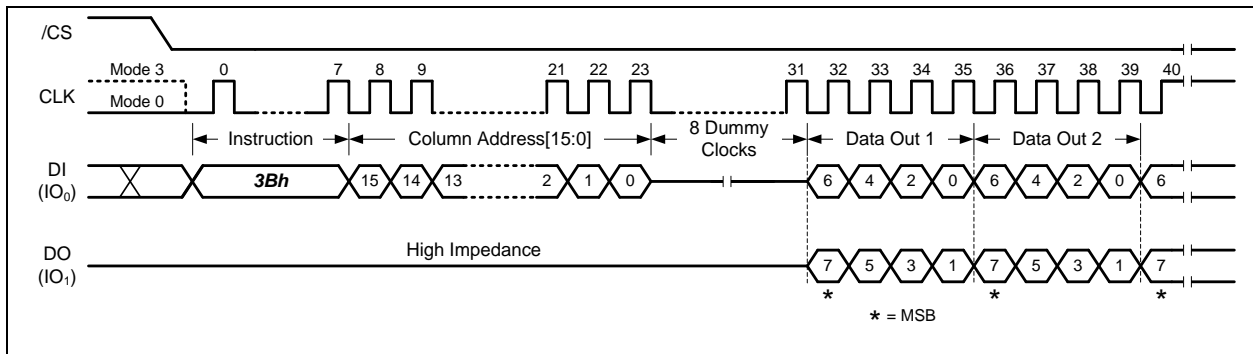 /CS
Mode 3 0 7 8 9 21 22 23 31 32 33 34 35 36 37 38 39 40
CLK Mode 0
Instruction Column Address[15:0] 8 Dummy Clocks Data Out 1 Data Out 2
DI
(IO0) 3Bh 15 14 13 2 1 0 6 4 2 0 6 4 2 0 6
High Impedance
DO
(IO1) 7 5 3 1 7 5 3 1 7
* * *
* = MSB